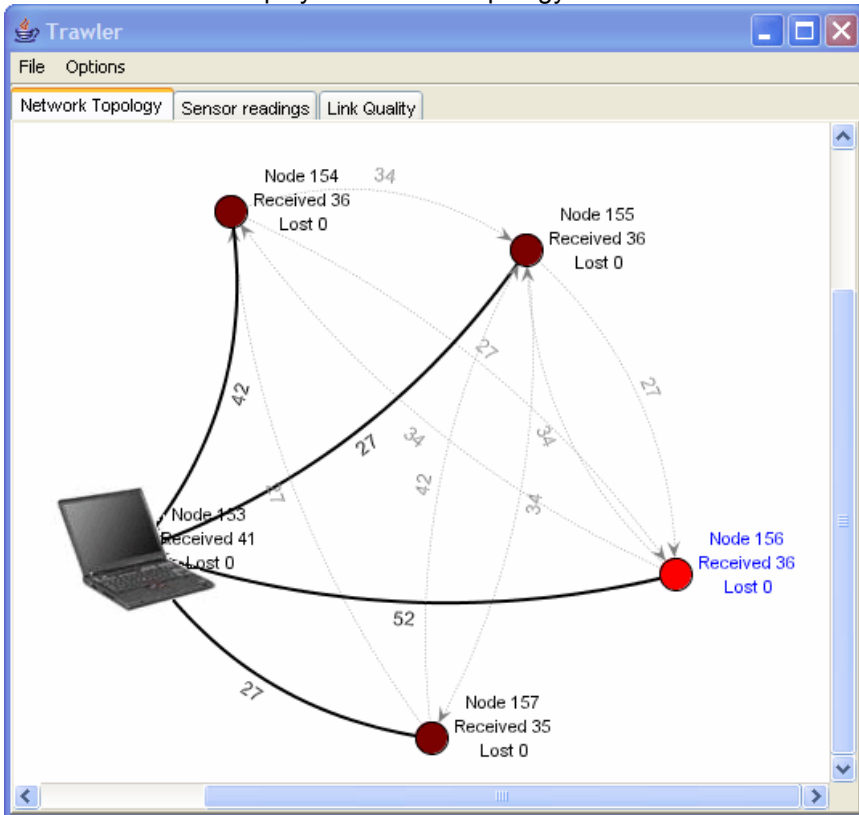 Trawler
File Options
Network Topology Sensor readings Link Quality
Node 154
Received 36
Lost 0
34
Node 155
Received 36
Lost 0
27
27
42
27
34
34
42
34
Node 153
Received 41
Lost 0
Node 156
Received 36
Lost 0
52
27
Node 157
Received 35
Lost 0